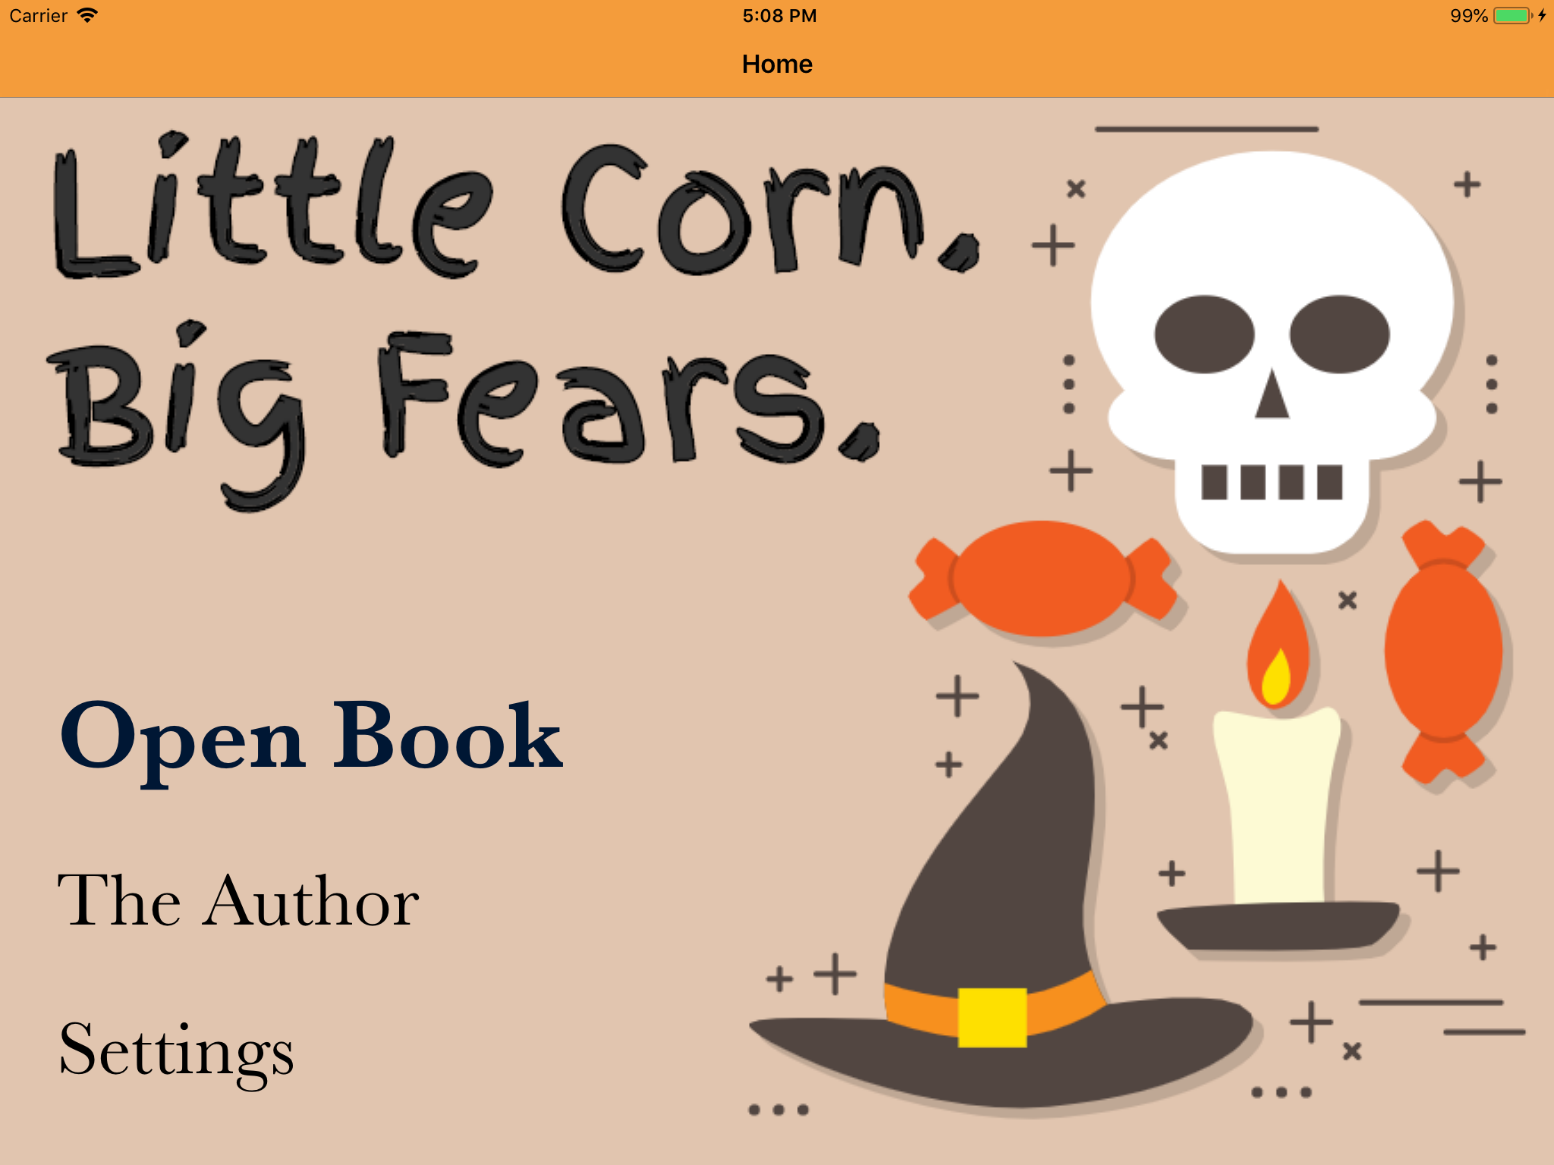 Carrier
5:08 PM
99%
Home
Little Corn.
Big Fears.
Open Book
The Author
Settings